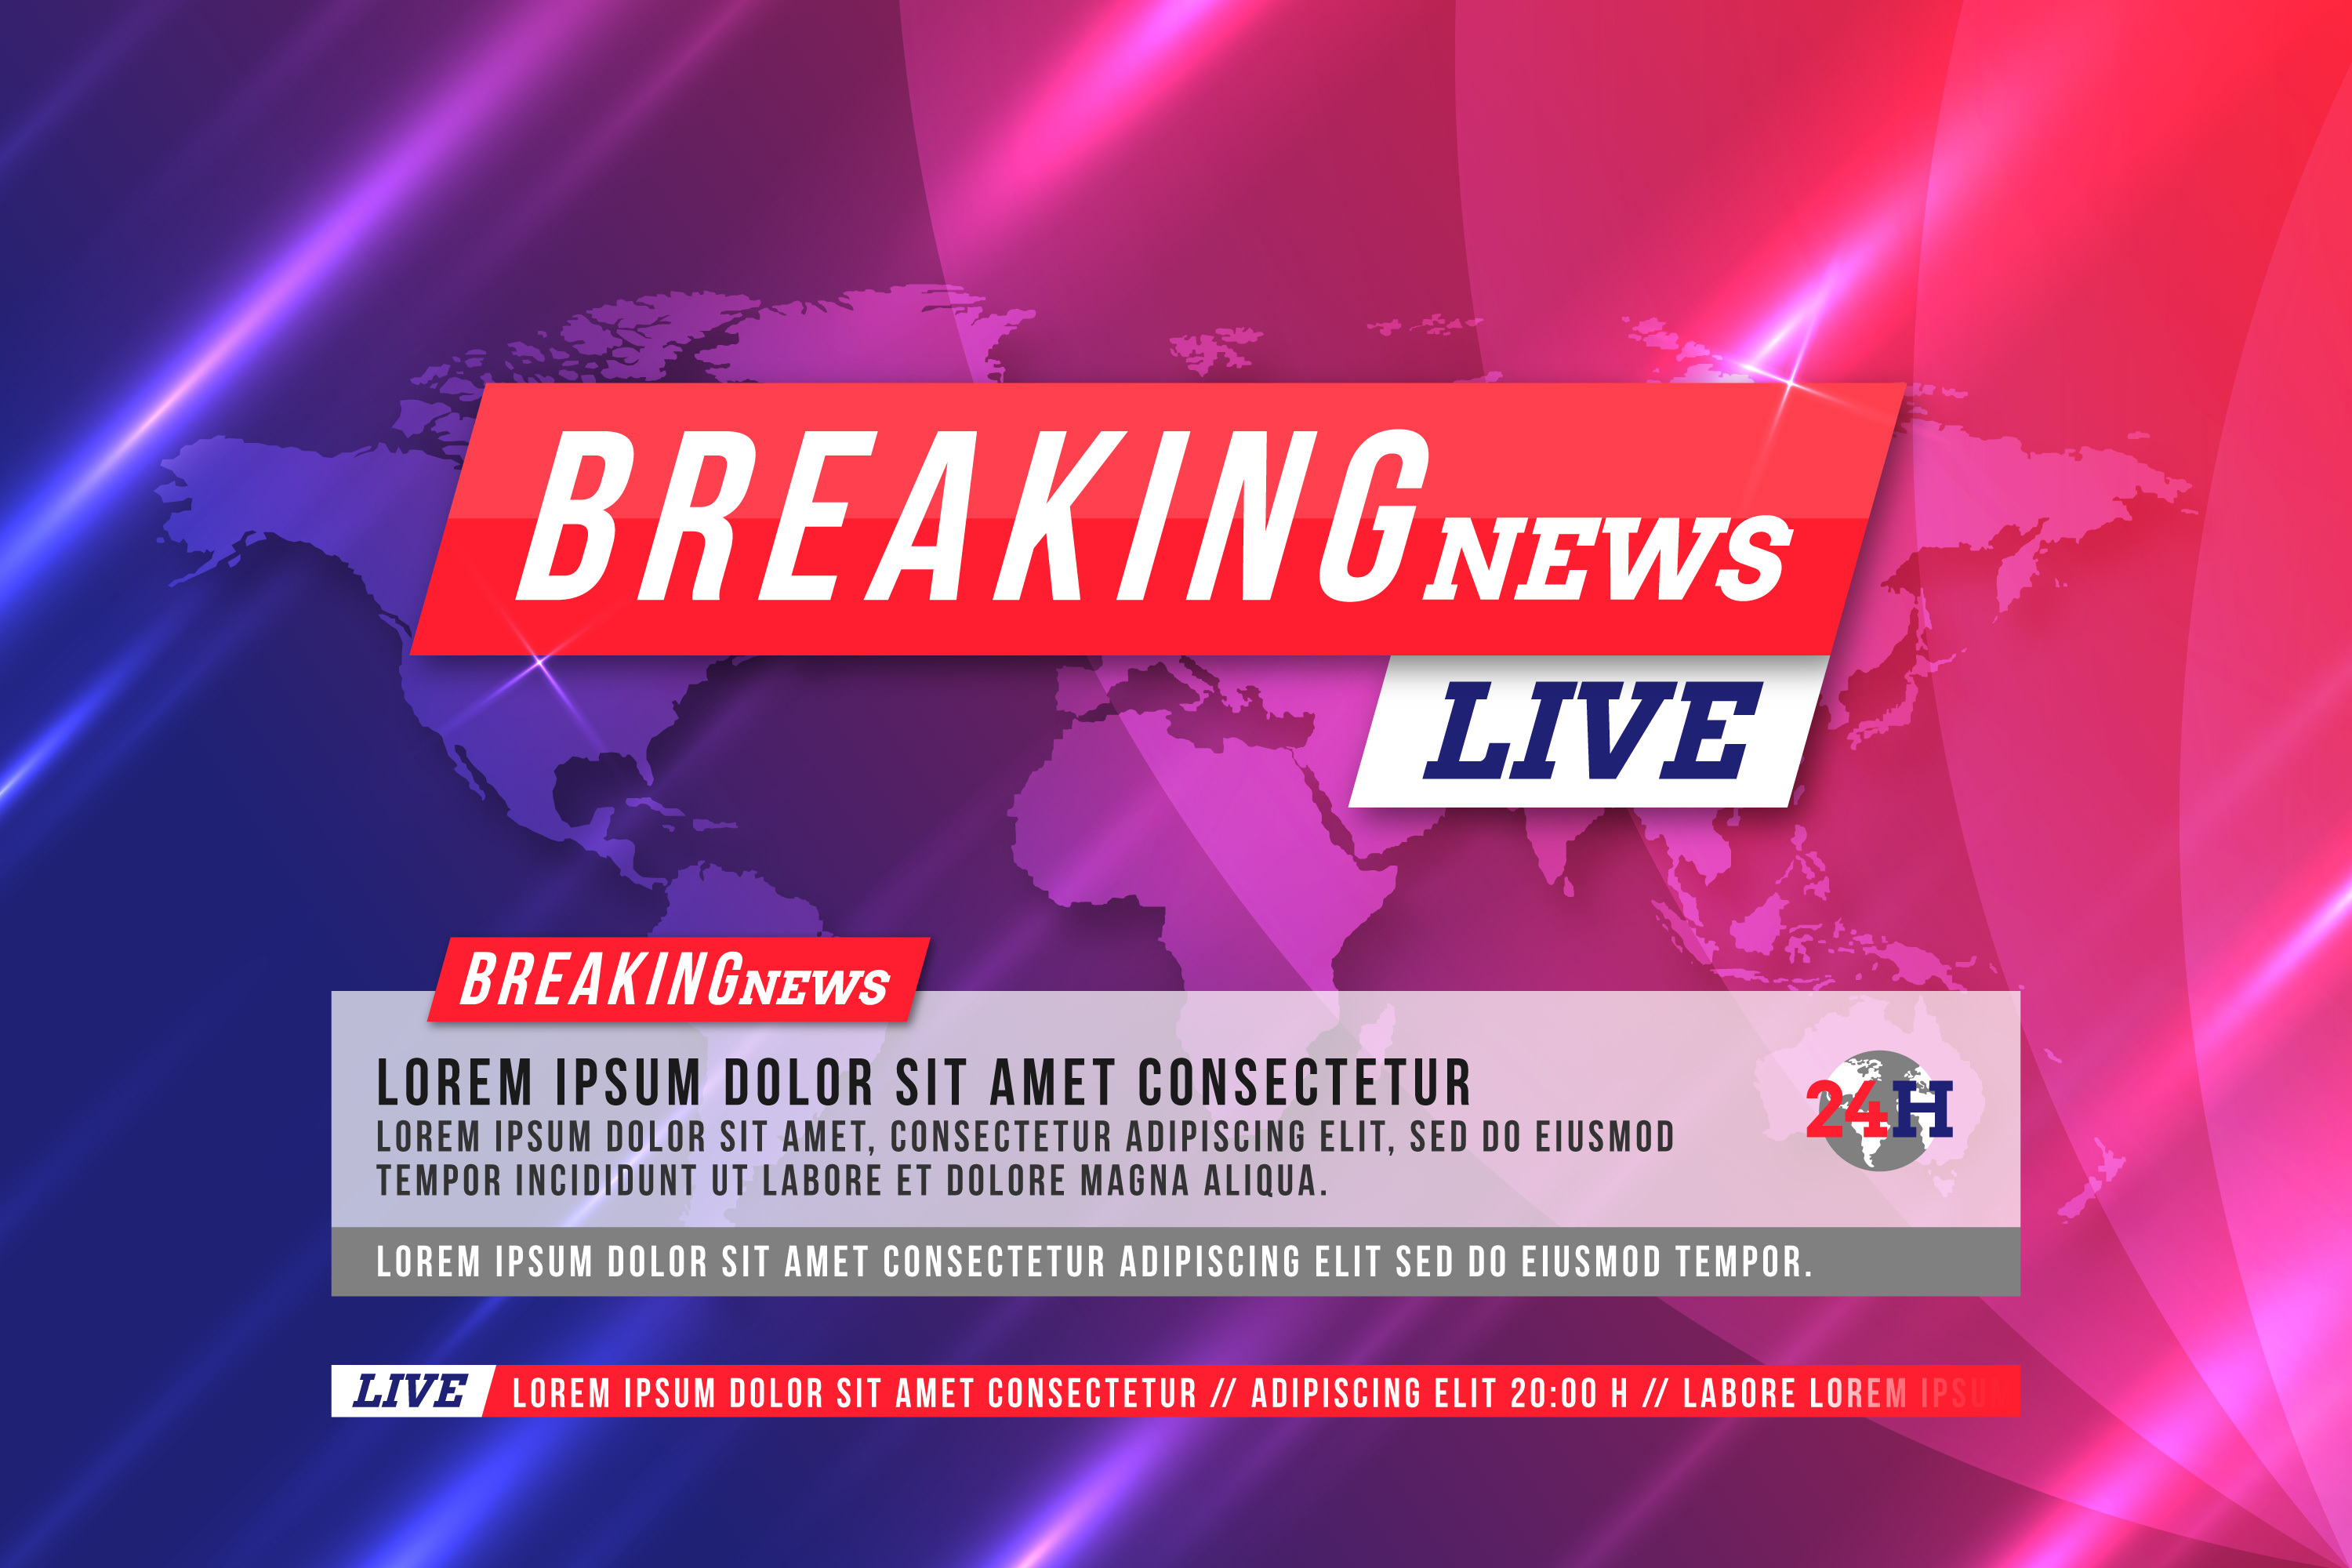 BREAKING NEWS
LIVE
BREAKING NEWS
LOREM IPSUM DOLOR SIT AMET CONSECTETUR
LOREM IPSUM DOLOR SIT AMET, CONSECTETUR ADIPISCING ELIT, SED DO EIUSMOD
TEMPOR INCIDIDUNT UT LABORE ET DOLORE MAGNA ALIQUA.
24H
LOREM IPSUM DOLOR SIT AMET CONSECTETUR ADIPISCING ELIT SED DO EIUSMOD TEMPOR.
LIVE LOREM IPSUM DOLOR SIT AMET CONSECTETUR // ADIPISCING ELIT 20:00 H // LABORE LOREM IPSU